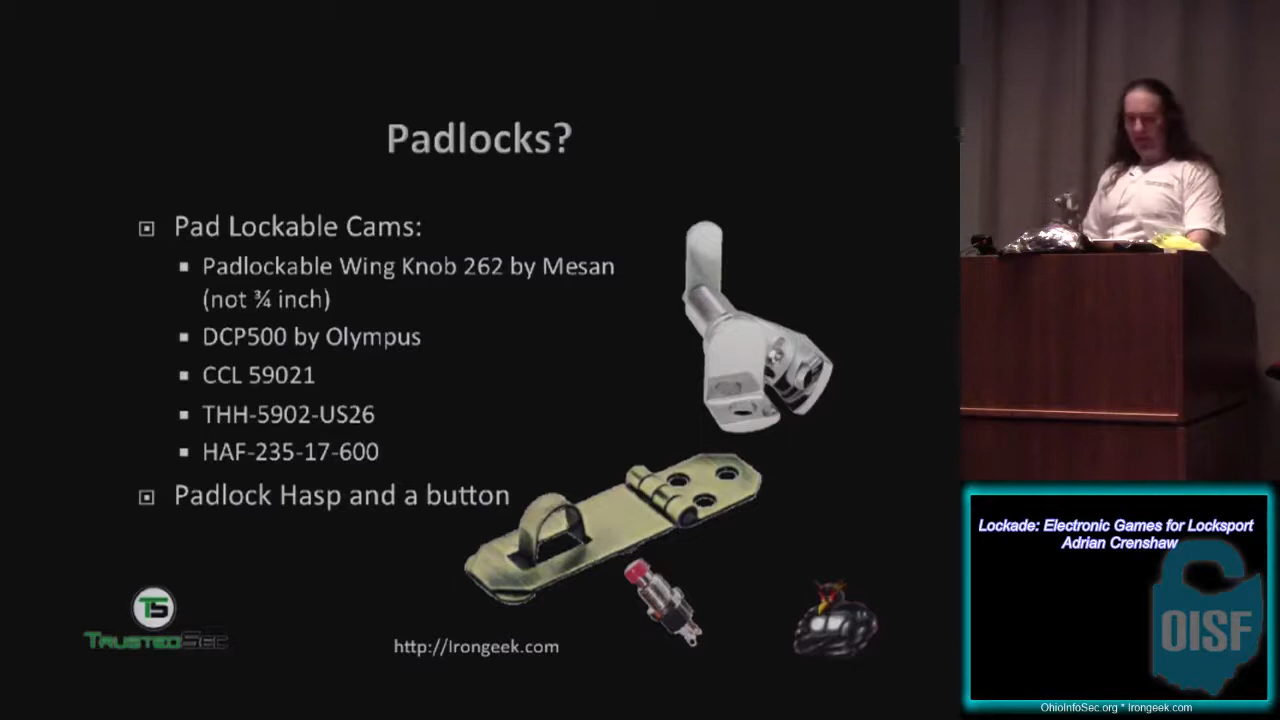 Padlocks?
Pad Lockable Cams:
Padlockable Wing Knob 262 by Mesan
(not ¾ inch)
DCP500 by Olympus
CCL 59021
THH-5902-US26
HAF-235-17-600
Padlock Hasp and a button
TS
TRUSTEDSEC
http://Irongeek.com
Lockade: Electronic Games for Locksport
Adrian Crenshaw
OISF
OhioInfoSec.org * Irongeek.com